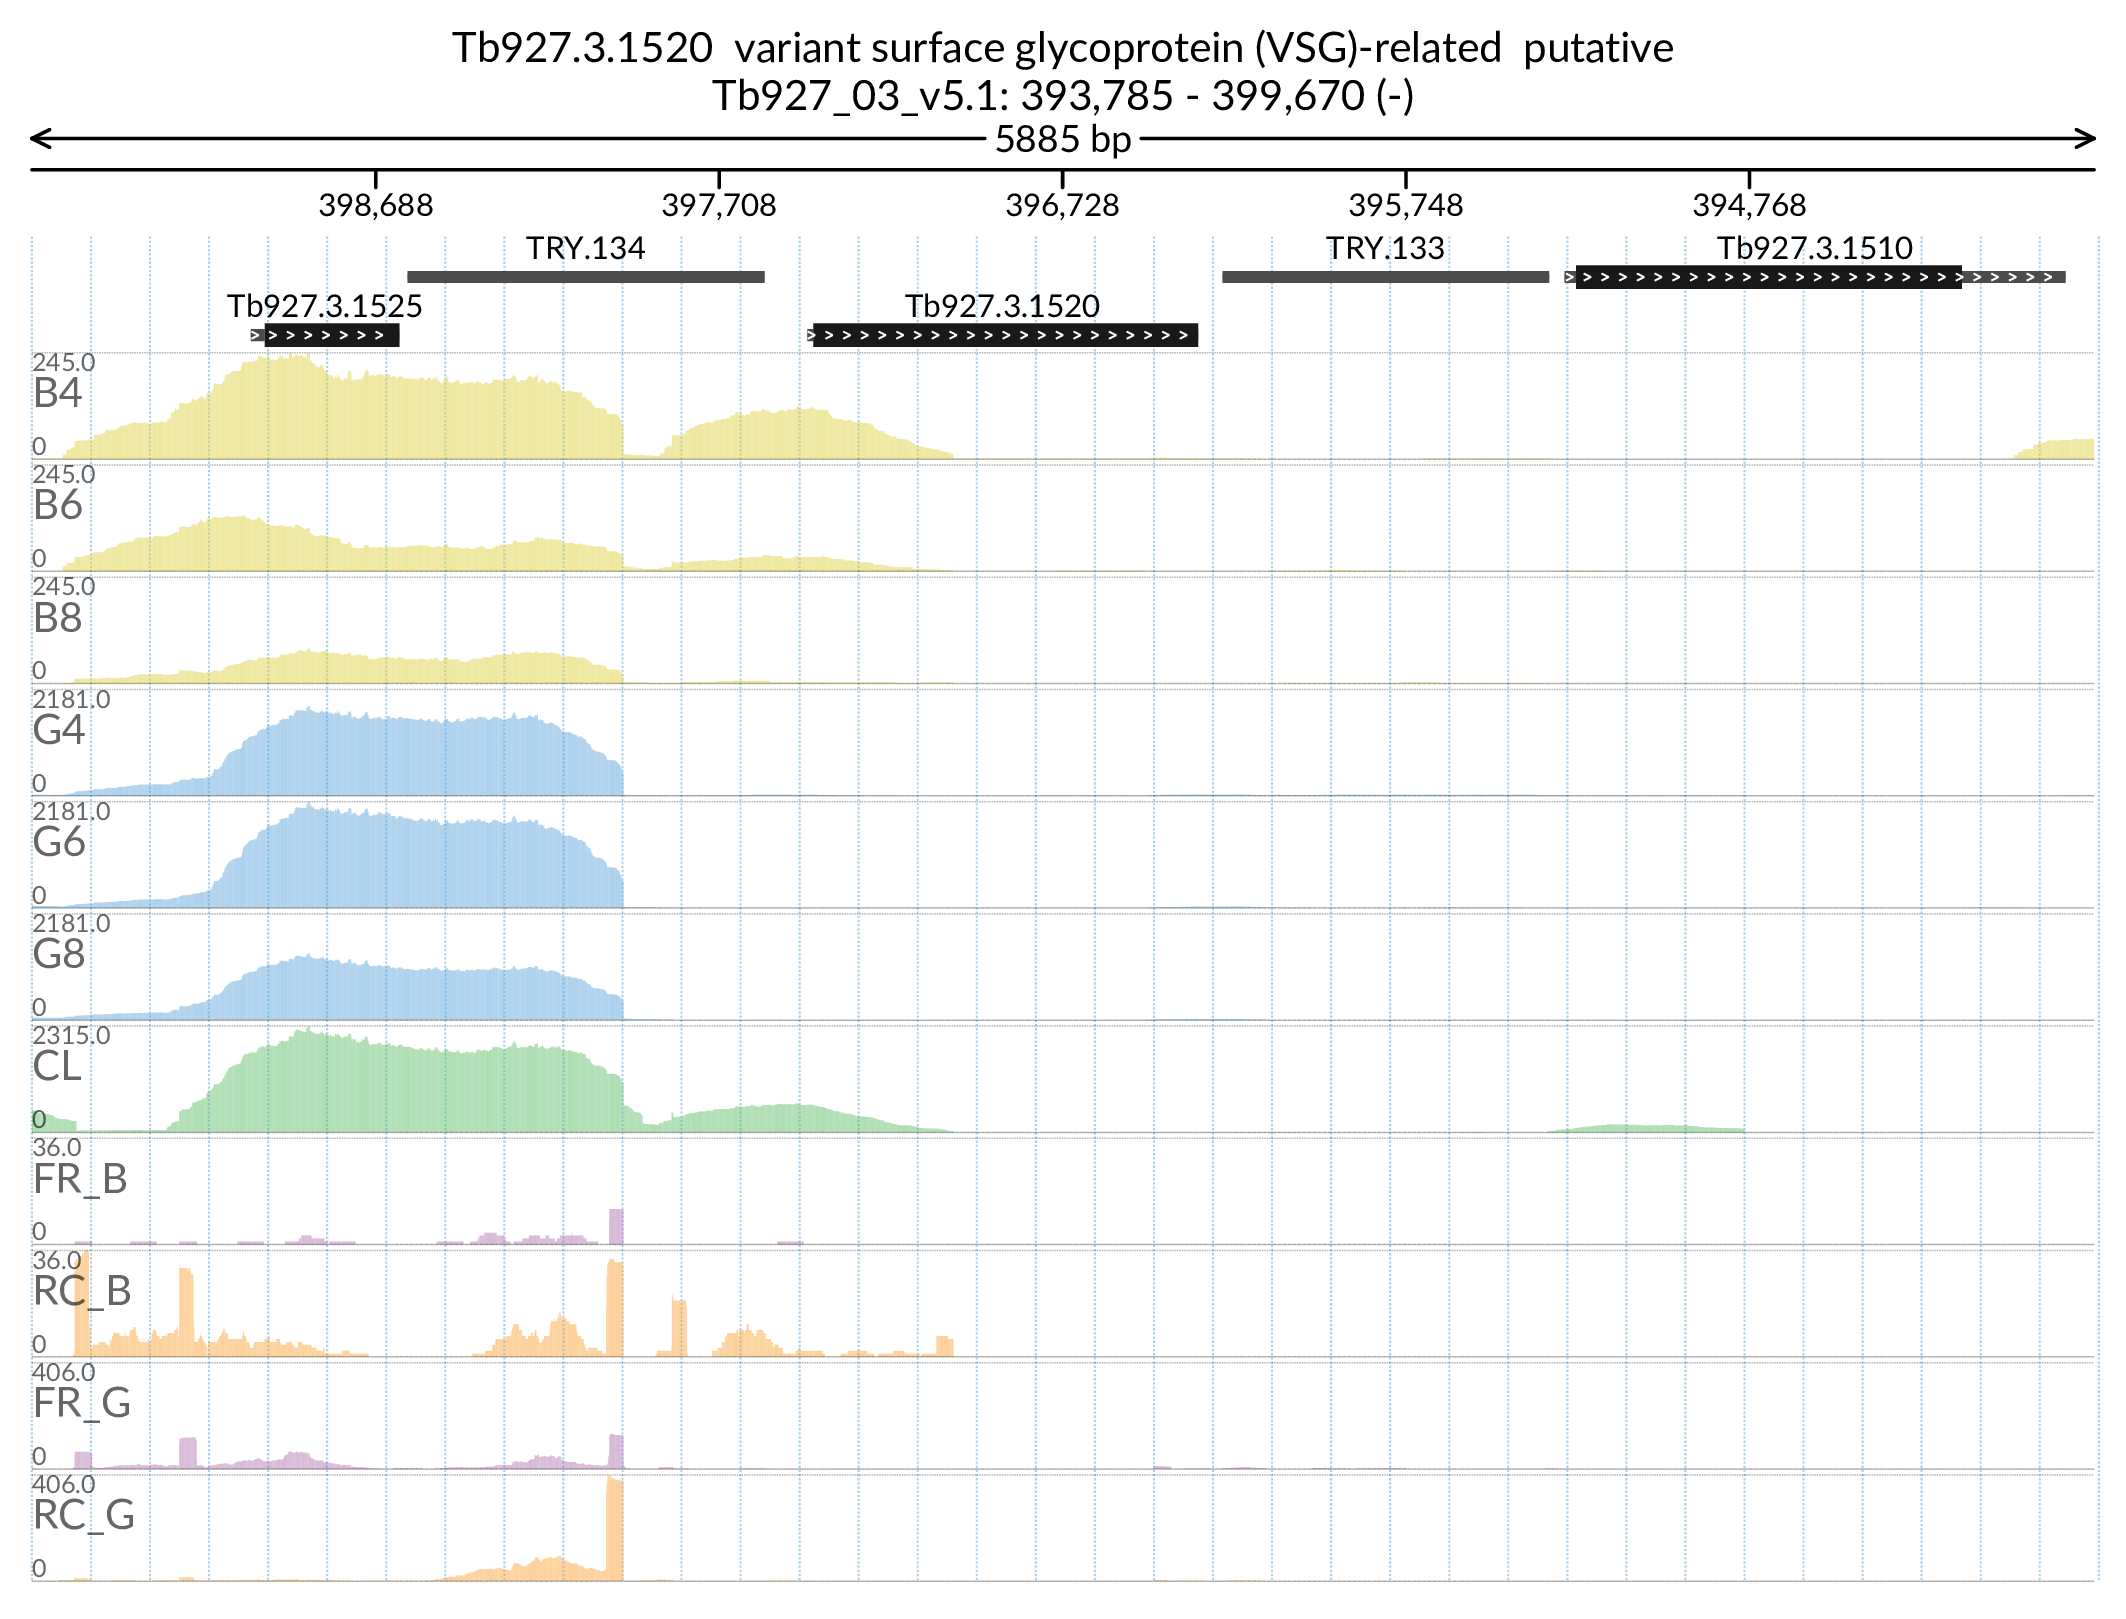 Tb927.3.1520  variant surface glycoprotein (VSG)-related  putative
Tb927_03_v5.1: 393,785 - 399,670 (-)
5885 bp
398,688 397,708 396,728 395,748 394,768
TRY.134 TRY.133 Tb927.3.1510
Tb927.3.1525 Tb927.3.1520
245.0
B4
0
245.0
B6
0
245.0
B8
0
2181.0
G4
0
2181.0
G6
0
2181.0
G8
0
2315.0
CL
0
36.0
FR_B
0
36.0
RC_B
0
406.0
FR_G
0
406.0
RC_G
0